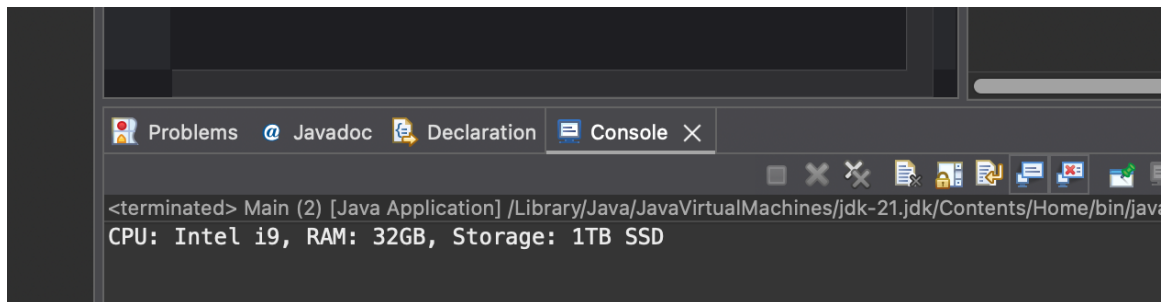 Problems @ Javadoc Declaration Console
<terminated> Main (2) [Java Application] /Library/Java/JavaVirtualMachines/jdk-21.jdk/Contents/Home/bin/java
CPU: Intel i9, RAM: 32GB, Storage: 1TB SSD